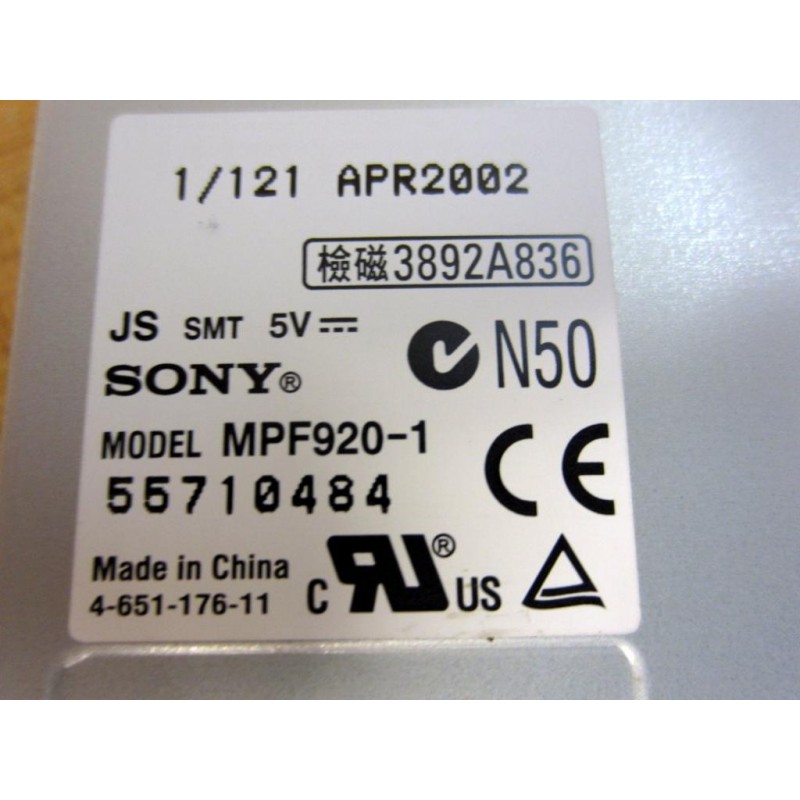 1/121 APR2002
檢磁3892A836
JS SMT 5V⎓
N50
SONY®
MODEL MPF920-1
CE
55710484
Made in China
4-651-176-11
C RU® US